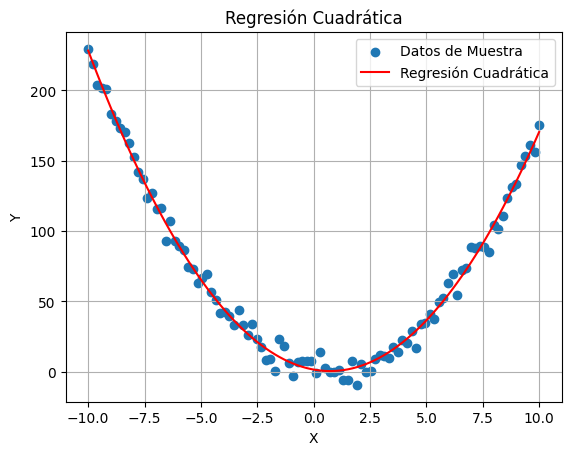 Regresión Cuadrática
Datos de Muestra
Regresión Cuadrática
200
150
100
50
0
Y
−10.0 −7.5 −5.0 −2.5 0.0 2.5 5.0 7.5 10.0
X